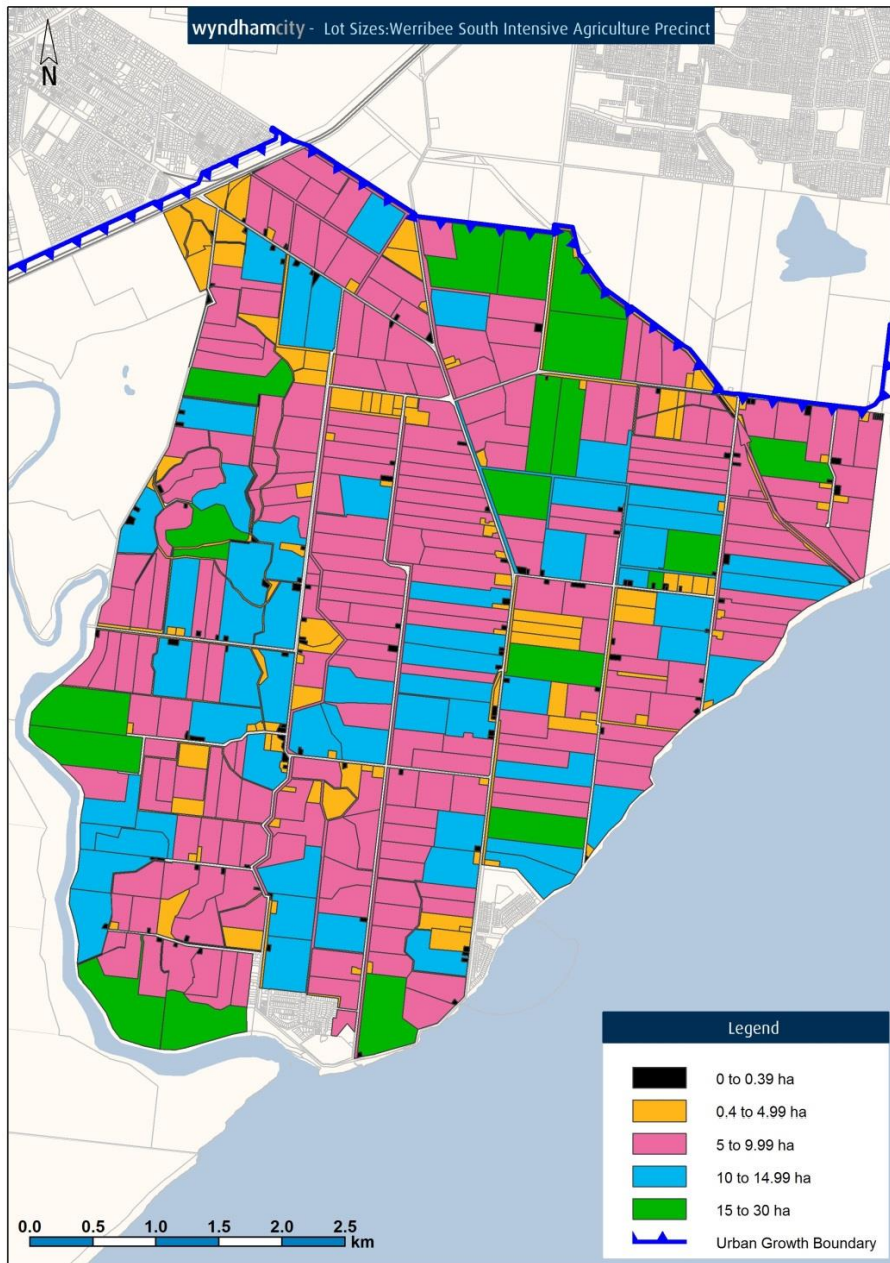 wyndhamcity - Lot Sizes:Werribee South Intensive Agriculture Precinct
N
Legend
0 to 0.39 ha
0.4 to 4.99 ha
5 to 9.99 ha
10 to 14.99 ha
15 to 30 ha
Urban Growth Boundary
0.0 0.5 1.0 1.5 2.0 2.5
km